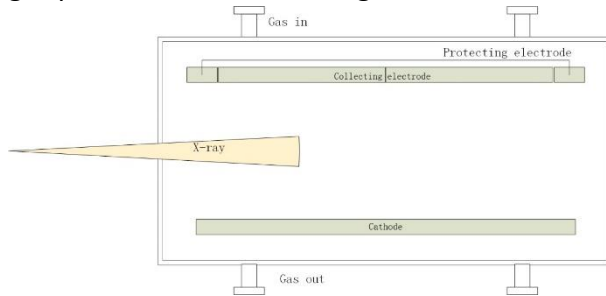 Gas in
Protecting electrode
Collecting electrode
X-ray
Cathode
Gas out